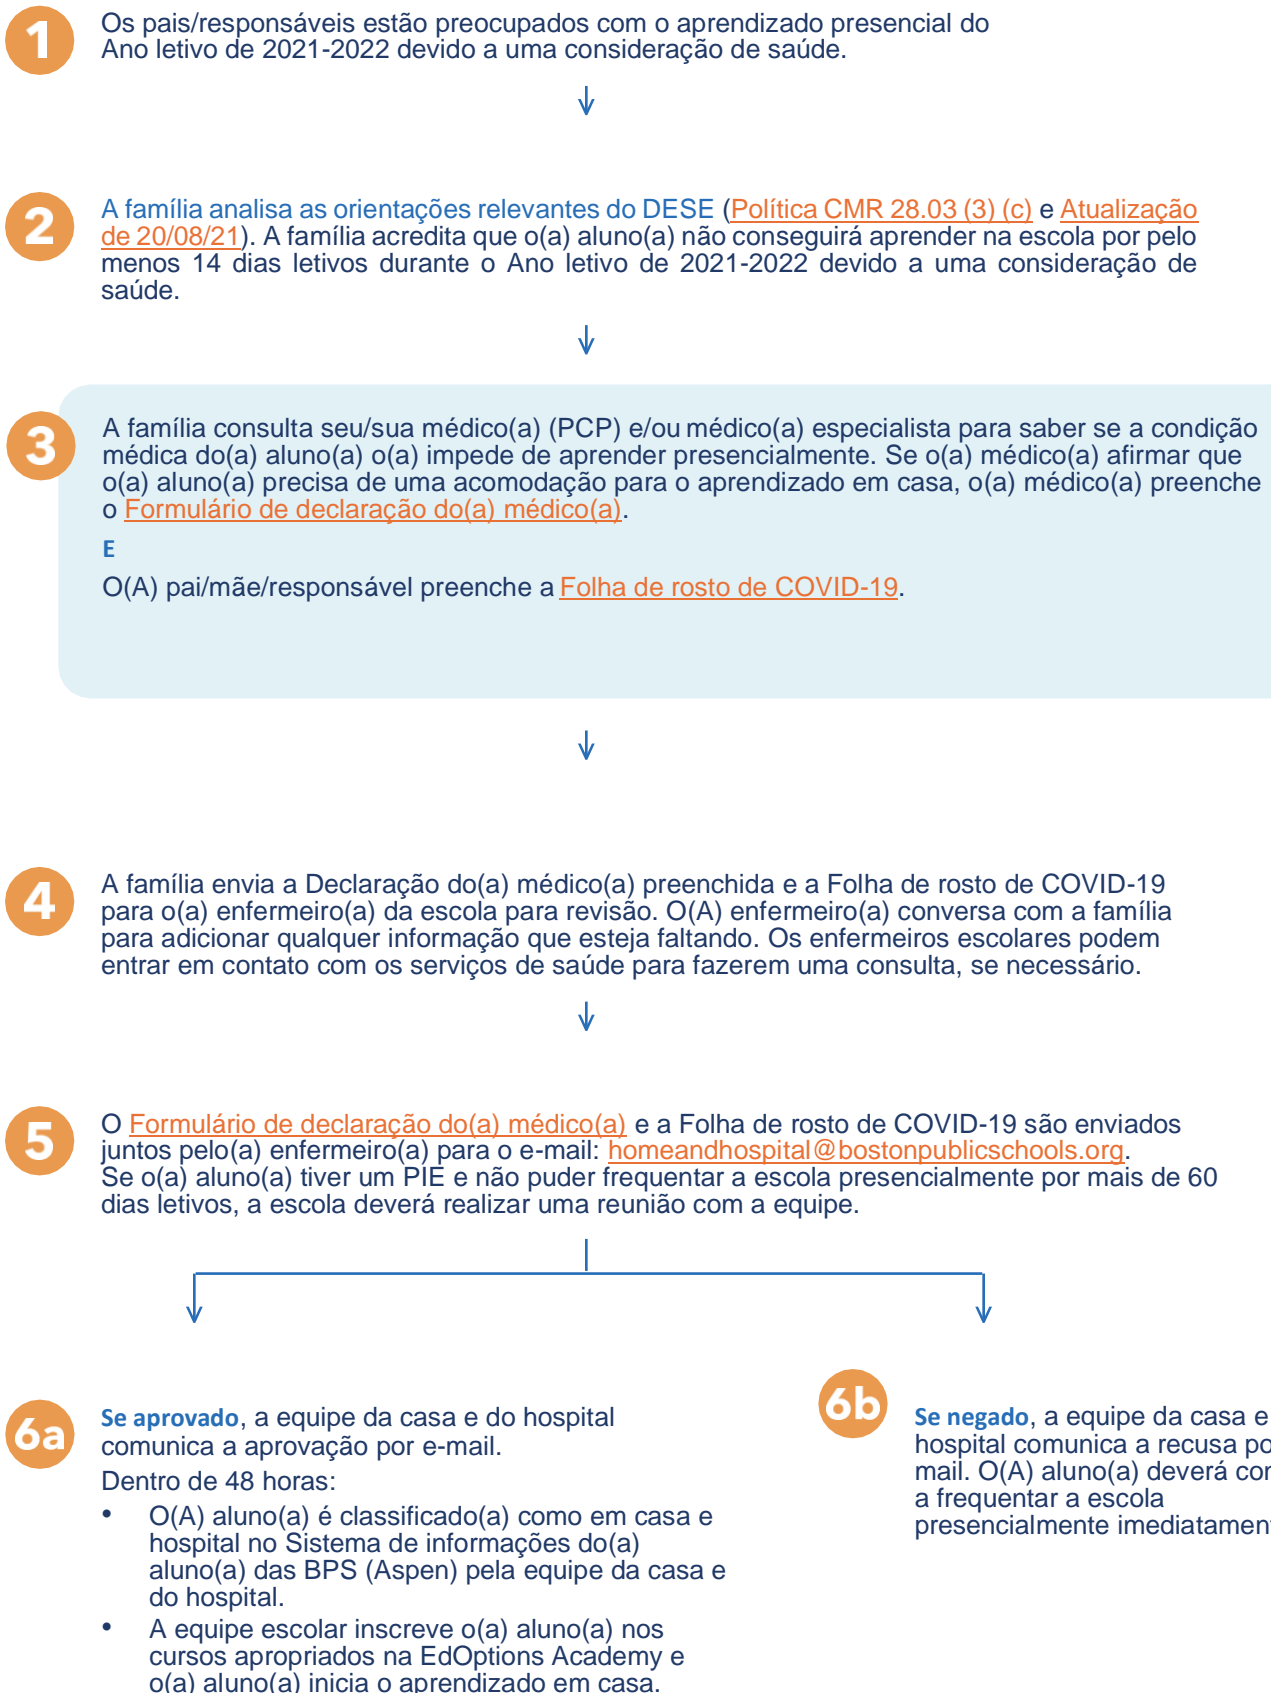 1
Os pais/responsáveis estão preocupados com o aprendizado presencial do
Ano letivo de 2021-2022 devido a uma consideração de saúde.
2
A família analisa as orientações relevantes do DESE (Política CMR 28.03 (3) (c) e Atualização
de 20/08/21). A família acredita que o(a) aluno(a) não conseguirá aprender na escola por pelo
menos 14 dias letivos durante o Ano letivo de 2021-2022 devido a uma consideração de
saúde.
3
A família consulta seu/sua médico(a) (PCP) e/ou médico(a) especialista para saber se a condição
médica do(a) aluno(a) o(a) impede de aprender presencialmente. Se o(a) médico(a) afirmar que
o(a) aluno(a) precisa de uma acomodação para o aprendizado em casa, o(a) médico(a) preenche
o Formulário de declaração do(a) médico(a).
E
O(A) pai/mãe/responsável preenche a Folha de rosto de COVID-19.
4
A família envia a Declaração do(a) médico(a) preenchida e a Folha de rosto de COVID-19
para o(a) enfermeiro(a) da escola para revisão. O(A) enfermeiro(a) conversa com a família
para adicionar qualquer informação que esteja faltando. Os enfermeiros escolares podem
entrar em contato com os serviços de saúde para fazerem uma consulta, se necessário.
5
O Formulário de declaração do(a) médico(a) e a Folha de rosto de COVID-19 são enviados
juntos pelo(a) enfermeiro(a) para o e-mail: homeandhospital@bostonpublicschools.org.
Se o(a) aluno(a) tiver um PIE e não puder frequentar a escola presencialmente por mais de 60
dias letivos, a escola deverá realizar uma reunião com a equipe.
6a
Se aprovado, a equipe da casa e do hospital
comunica a aprovação por e-mail.
Dentro de 48 horas:
• O(A) aluno(a) é classificado(a) como em casa e
hospital no Sistema de informações do(a)
aluno(a) das BPS (Aspen) pela equipe da casa e
do hospital.
• A equipe escolar inscreve o(a) aluno(a) nos
cursos apropriados na EdOptions Academy e
o(a) aluno(a) inicia o aprendizado em casa.
6b
Se negado, a equipe da casa e
hospital comunica a recusa
mail. O(A) aluno(a) deverá
a frequentar a escola
presencialmente